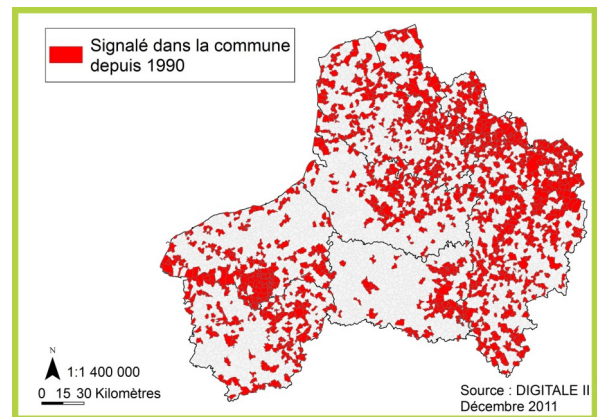 Signalé dans la commune
depuis 1990
N
1:1 400 000
0 15 30 Kilomètres
Source : DIGITALE II
Décembre 2011